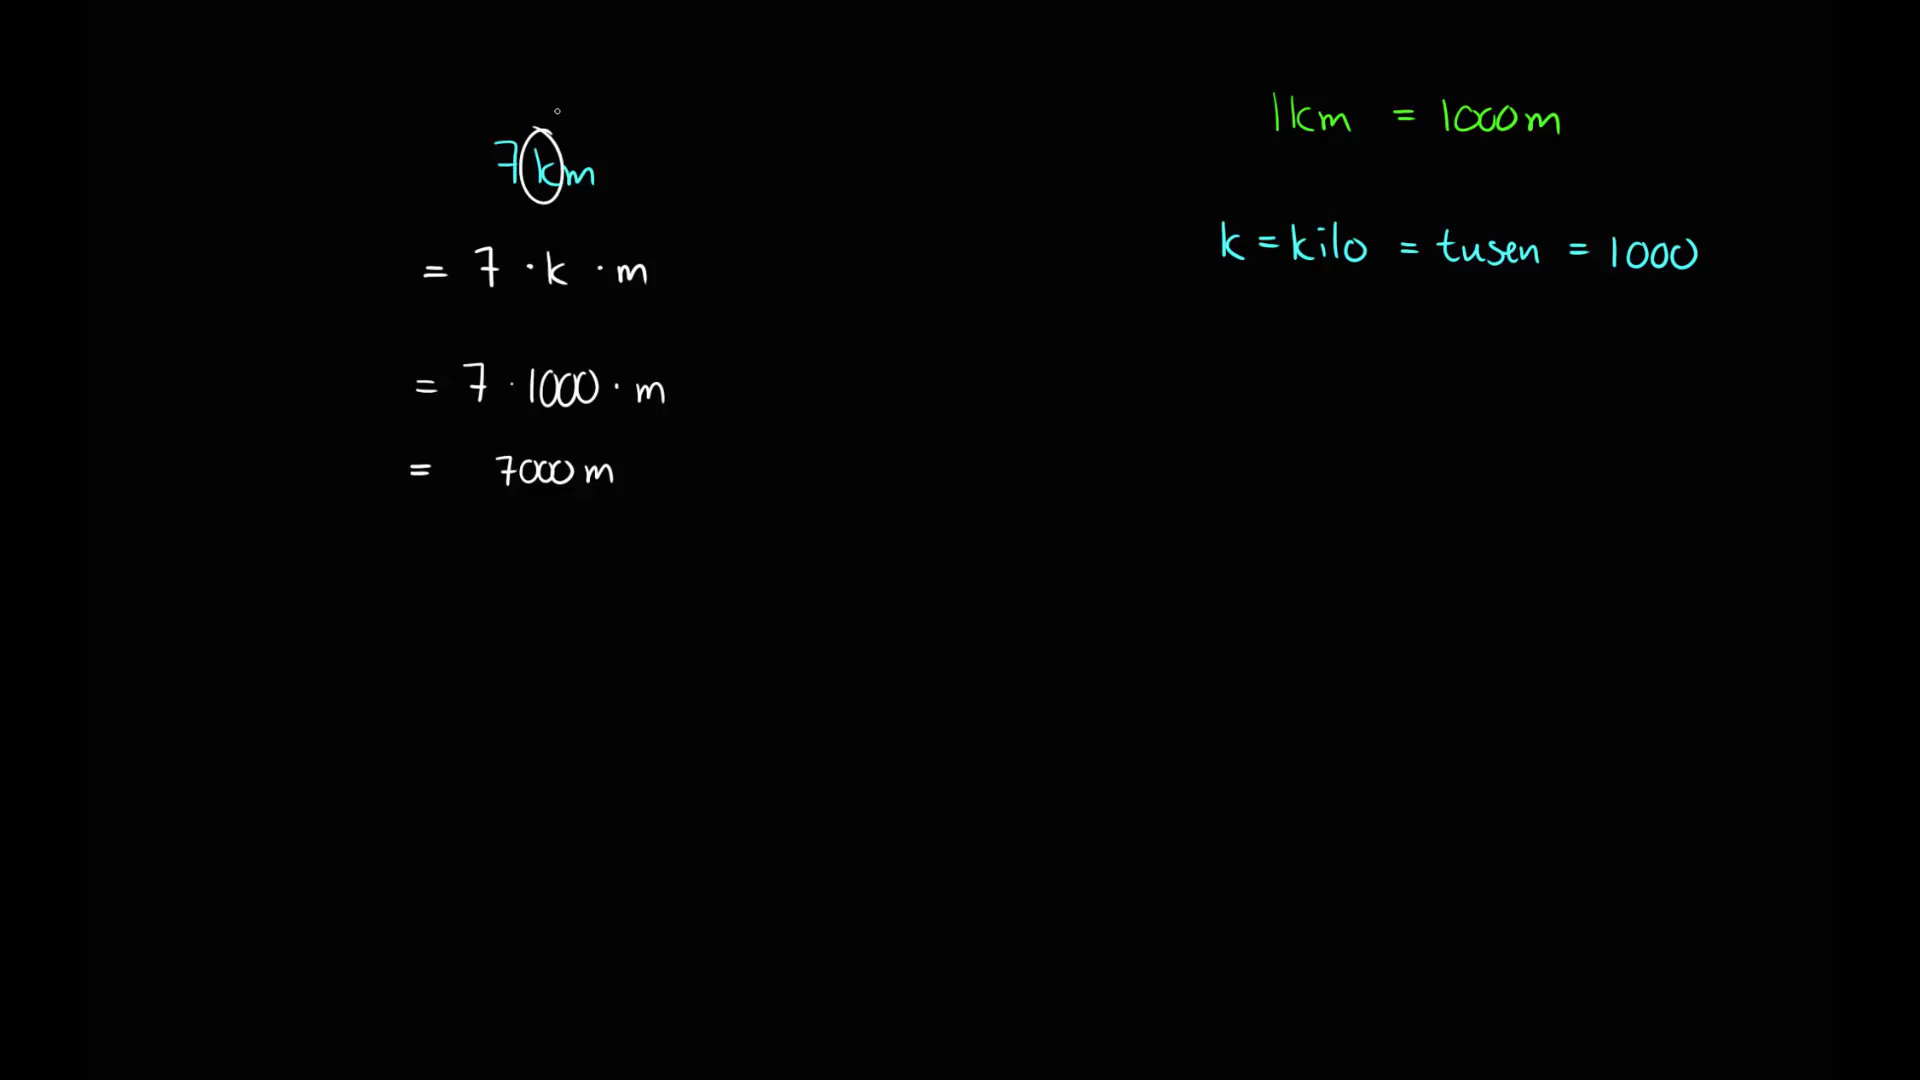 7km
= 7 · k · m
= 7 · 1000 · m
= 7000 m
1km = 1000m
k = kilo = tusen = 1000